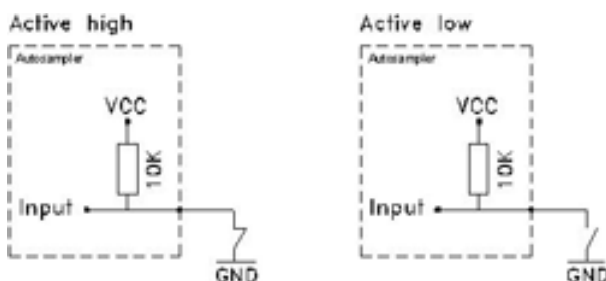 Active high
Autosampler
VCC
10K
Input
GND
Active low
Autosampler
VCC
10K
Input
GND